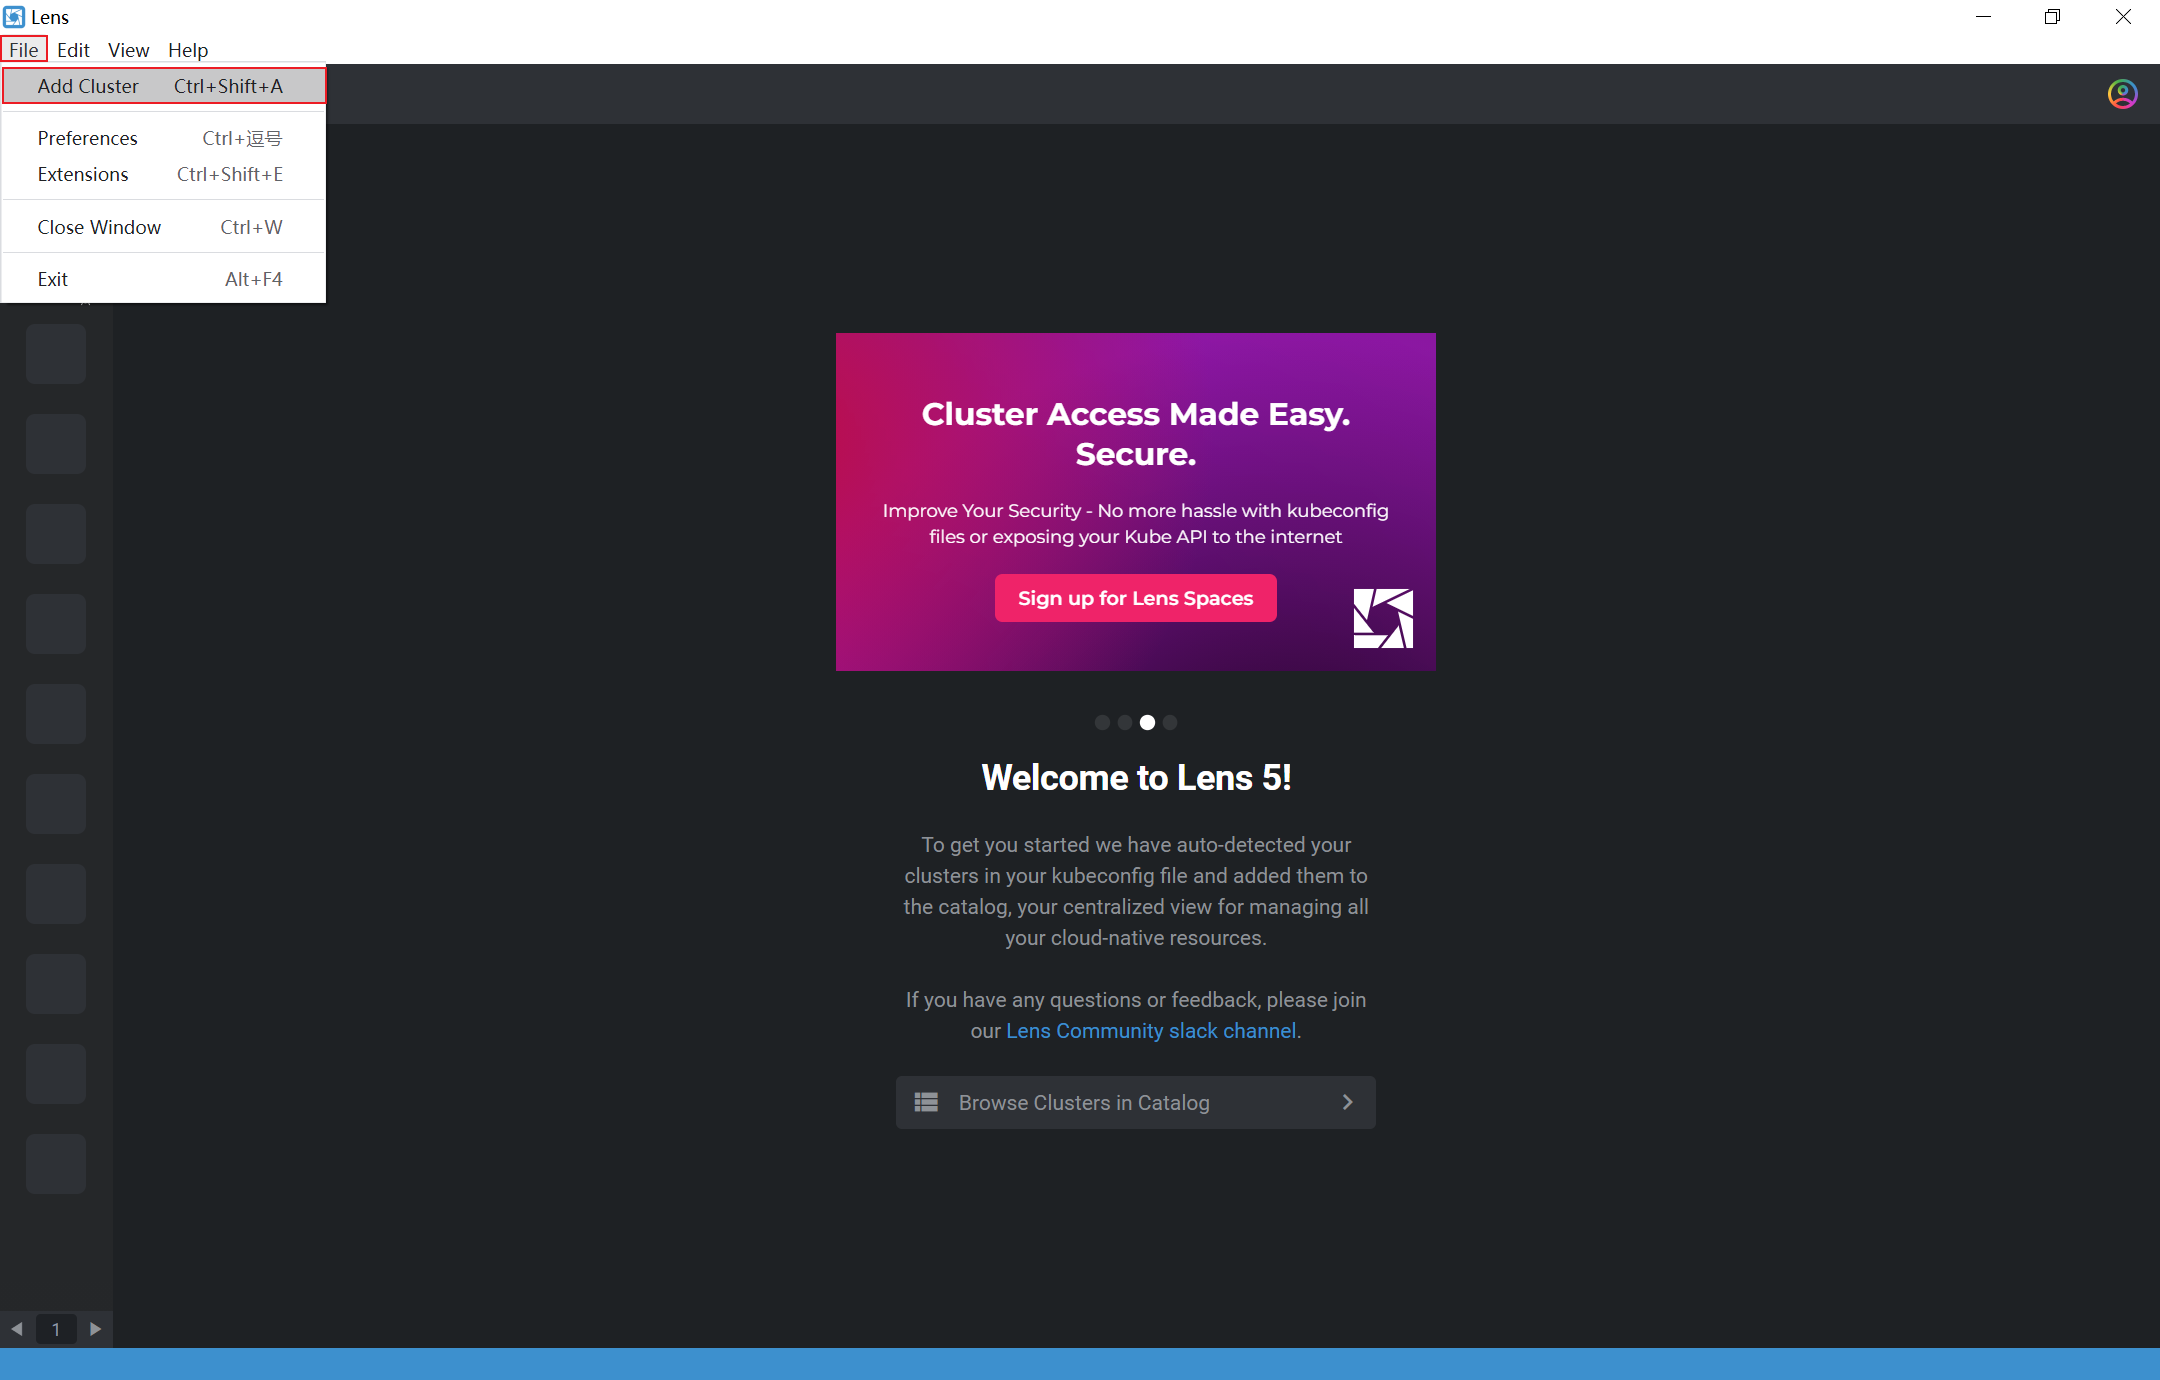 Lens
File Edit View Help
Add Cluster Ctrl+Shift+A
Preferences Ctrl+逗号
Extensions Ctrl+Shift+E
Close Window Ctrl+W
Exit Alt+F4
Cluster Access Made Easy.
Secure.
Improve Your Security - No more hassle with kubeconfig
files or exposing your Kube API to the internet
Sign up for Lens Spaces
Welcome to Lens 5!
To get you started we have auto-detected your
clusters in your kubeconfig file and added them to
the catalog, your centralized view for managing all
your cloud-native resources.
If you have any questions or feedback, please join
our Lens Community slack channel.
Browse Clusters in Catalog
1